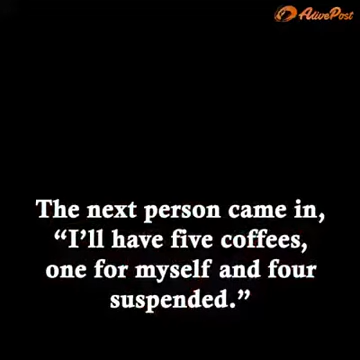 AlivePost
The next person came in,
“I’ll have five coffees,
one for myself and four
suspended.”